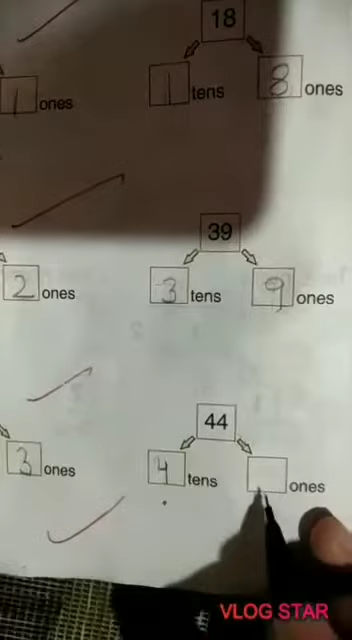 18
1 ones 1 tens 8 ones
39
2 ones 3 tens 9 ones
44
3 ones 4 tens ones
VLOG STAR